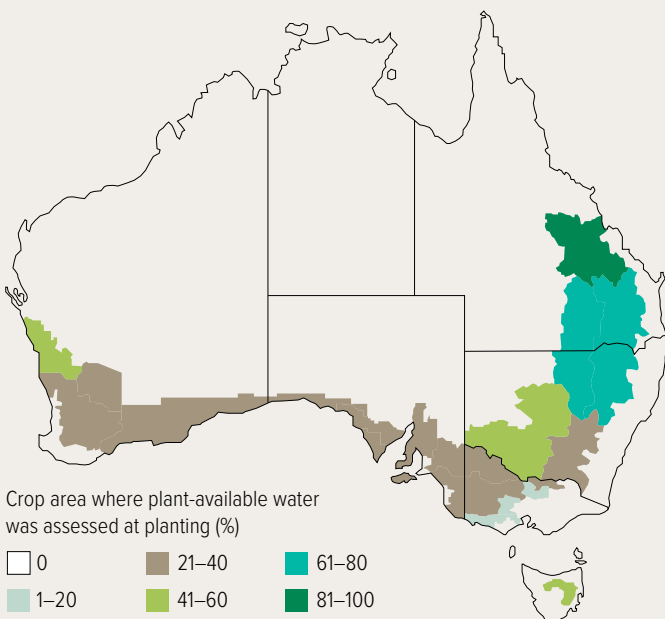 Crop area where plant-available water
was assessed at planting (%)
0 21–40 61–80
1–20 41–60 81–100